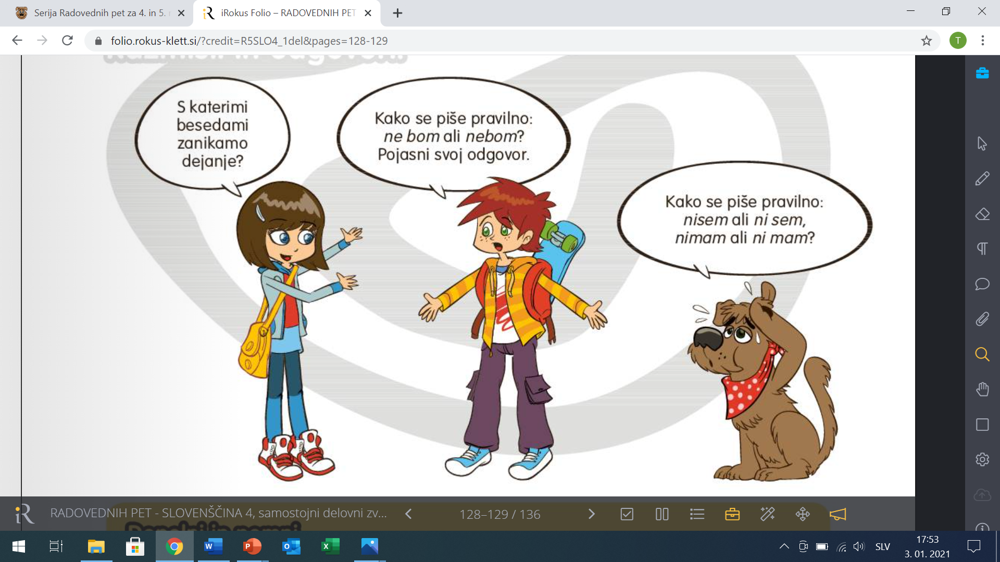 Serija Radovednih pet za 4. in 5. r
iRokus Folio – RADOVEDNIH PET
folio.rokus-klett.si/?credit=R5SLO4_1del&pages=128-129
T
S katerimi
besedami
zanikamo
dejanje?
Kako se piše pravilno:
ne bom ali nebom?
Pojasni svoj odgovor.
Kako se piše pravilno:
nisem ali ni sem,
nimam ali ni mam?
iR
RADOVEDNIH PET - SLOVENŠČINA 4, samostojni delovni zv...
128–129 / 136
SLV
17:53
3. 01. 2021